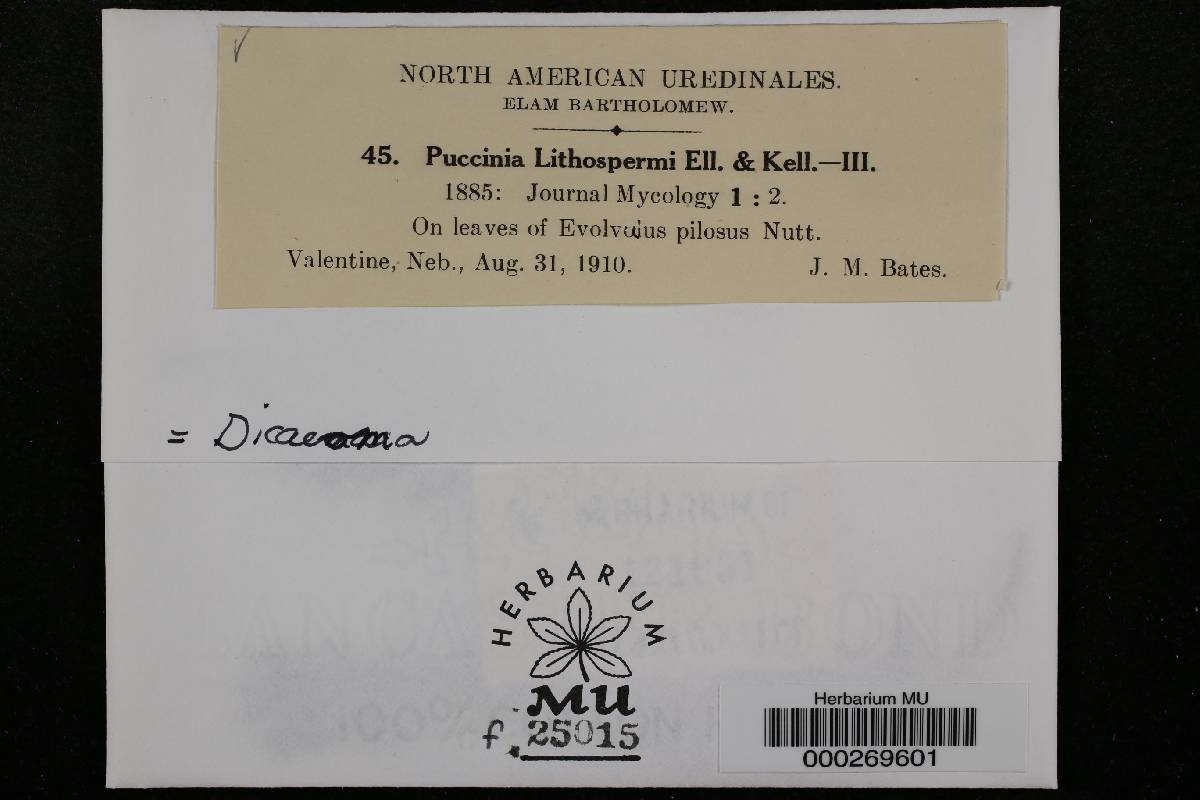 NORTH AMERICAN UREDINALES.
ELAM BARTHOLOMEW.
45. Puccinia Lithospermi Ell. & Kell.—III.
1885: Journal Mycology 1 : 2.
On leaves of Evolvulus pilosus Nutt.
Valentine, Neb., Aug. 31, 1910. J. M. Bates.
= Dicaeoma
HERBARIUM
MU
f. 25015
Herbarium MU
000269601